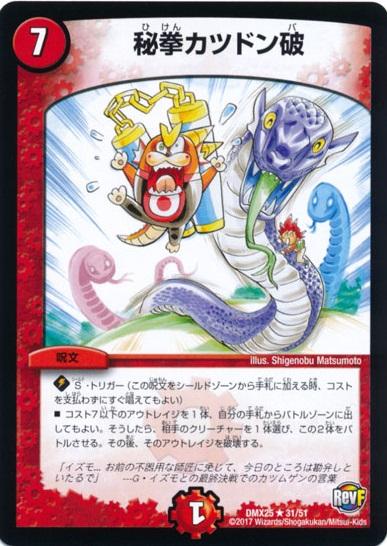 7
ひけん　　　　　　　　　　　　　　　　　　　　　　　　　　　　　　　　　　　　　　　　　　　　　　　　　　　　　　　　　　　　　　　　　　　　　　　　　　　　　　　　　　　　　　　　　　　　　　　　　　　　　　　　　　　　　　　　　　　　　　バ
秘拳カツドン破
Illus. Shigenobu Matsumoto
呪文
S・トリガー(この呪文をシールドゾーンから手札に加える時、コスト
を支払わずにすぐ唱えてもよい)
■ コスト7以下のアウトレイジを1体、自分の手札からバトルゾーンに出
してもよい。そうしたら、相手のクリーチャーを1体選び、この2体をバ
トルさせる。その後、そのアウトレイジを破壊する。
「イズモ… お前の不器用な師匠に免じて、今日のところは勘弁しと
いたるで」 ---G・イズモとの最終決戦でのカツムゲンの言葉
1
DMX25 ★ 31/51
©2017 Wizards/Shogakukan/Mitsui-Kids
RevF